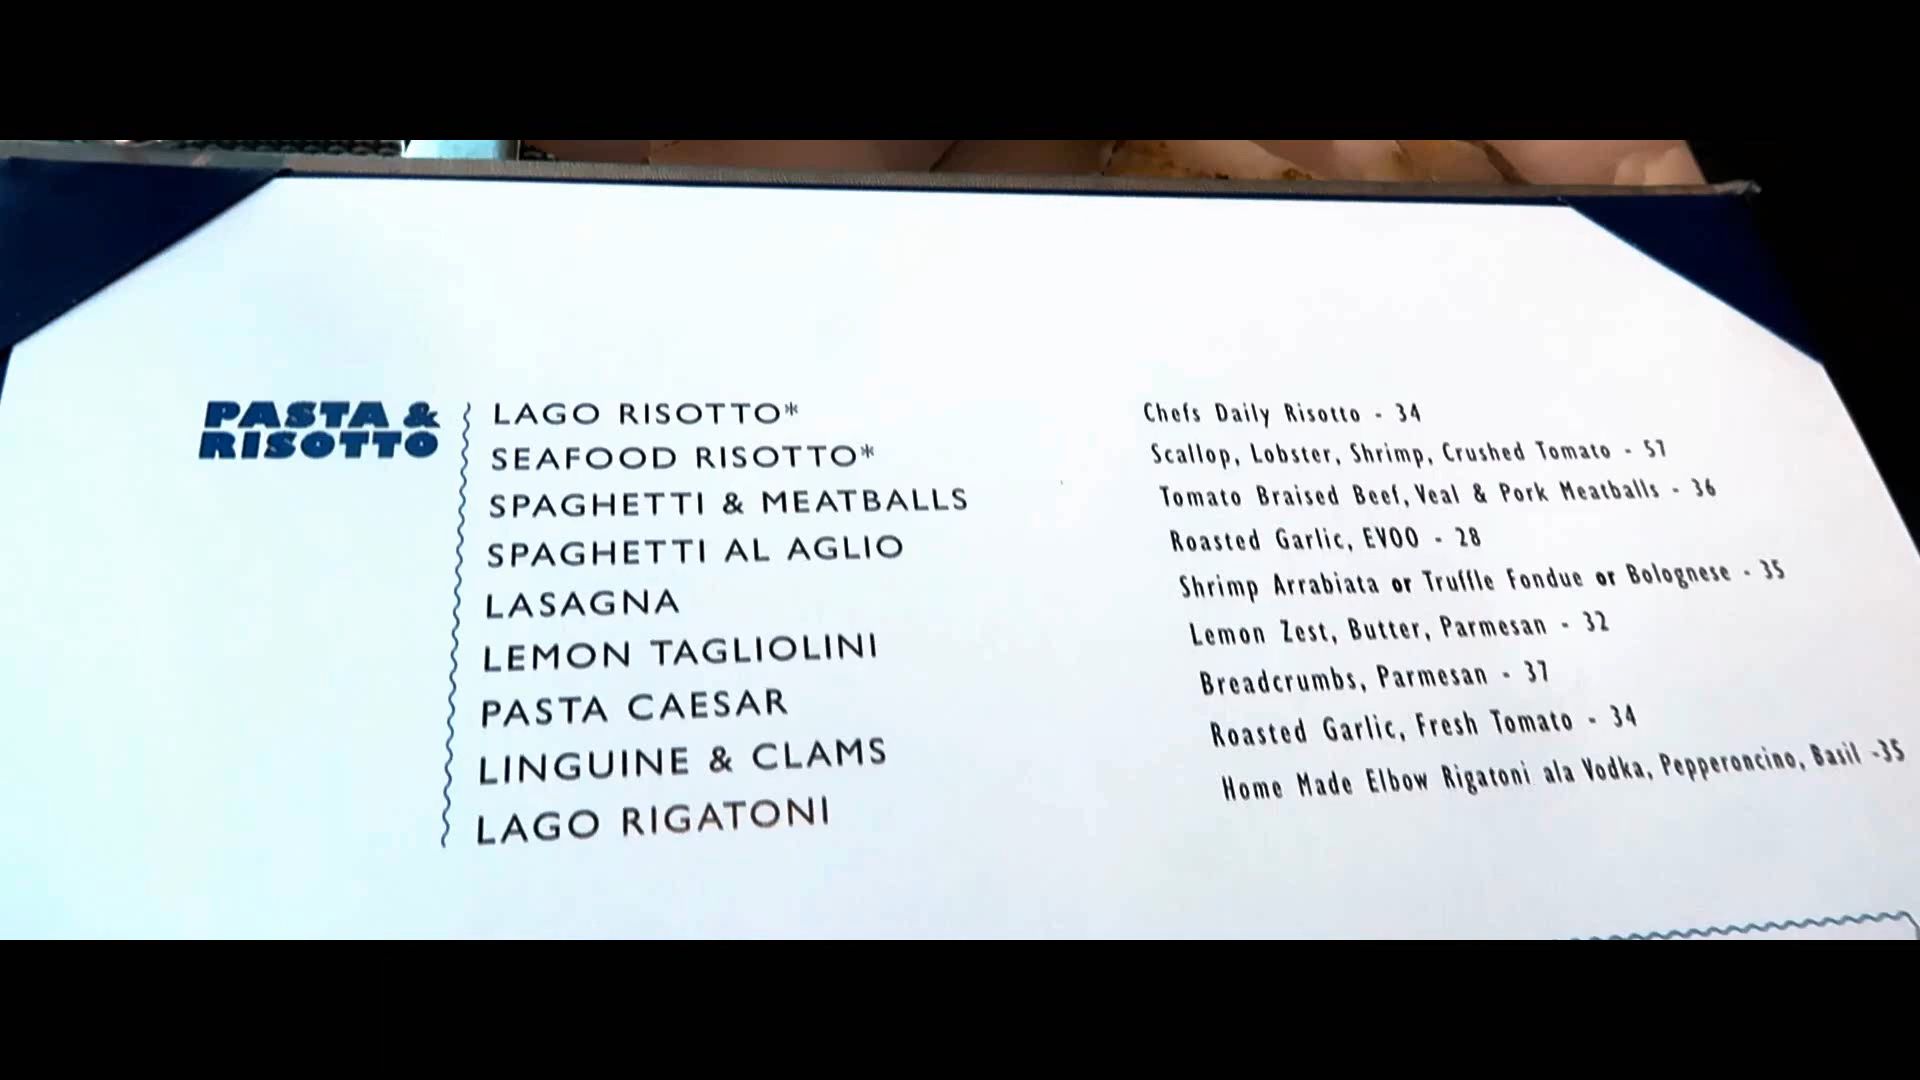 PASTA &
RISOTTO
LAGO RISOTTO* Chefs Daily Risotto - 34
SEAFOOD RISOTTO* Scallop, Lobster, Shrimp, Crushed Tomato - 57
SPAGHETTI & MEATBALLS Tomato Braised Beef, Veal & Pork Meatballs - 36
SPAGHETTI AL AGLIO Roasted Garlic, EVOO - 28
LASAGNA Shrimp Arrabiata or Truffle Fondue or Bolognese - 35
LEMON TAGLIOLINI Lemon Zest, Butter, Parmesan - 32
PASTA CAESAR Breadcrumbs, Parmesan - 37
LINGUINE & CLAMS Roasted Garlic, Fresh Tomato - 34
LAGO RIGATONI Home Made Elbow Rigatoni ala Vodka, Pepperoncino, Basil -35